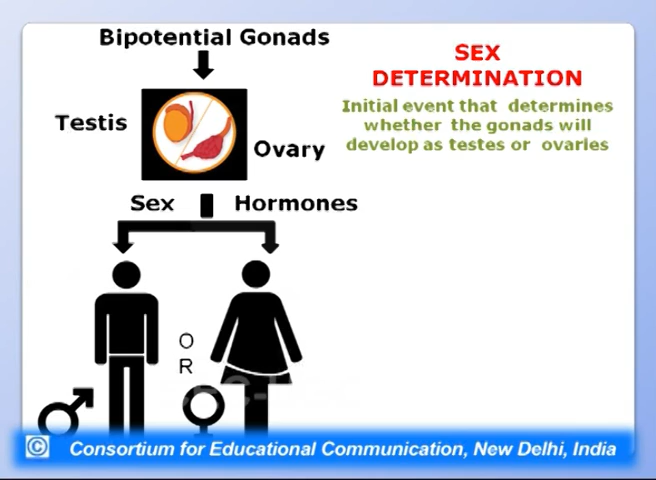 Bipotential Gonads
SEX
DETERMINATION
Initial event that determines
whether the gonads will
develop as testes or ovaries
Testis
Ovary
Sex Hormones
O
R
© Consortium for Educational Communication, New Delhi, India